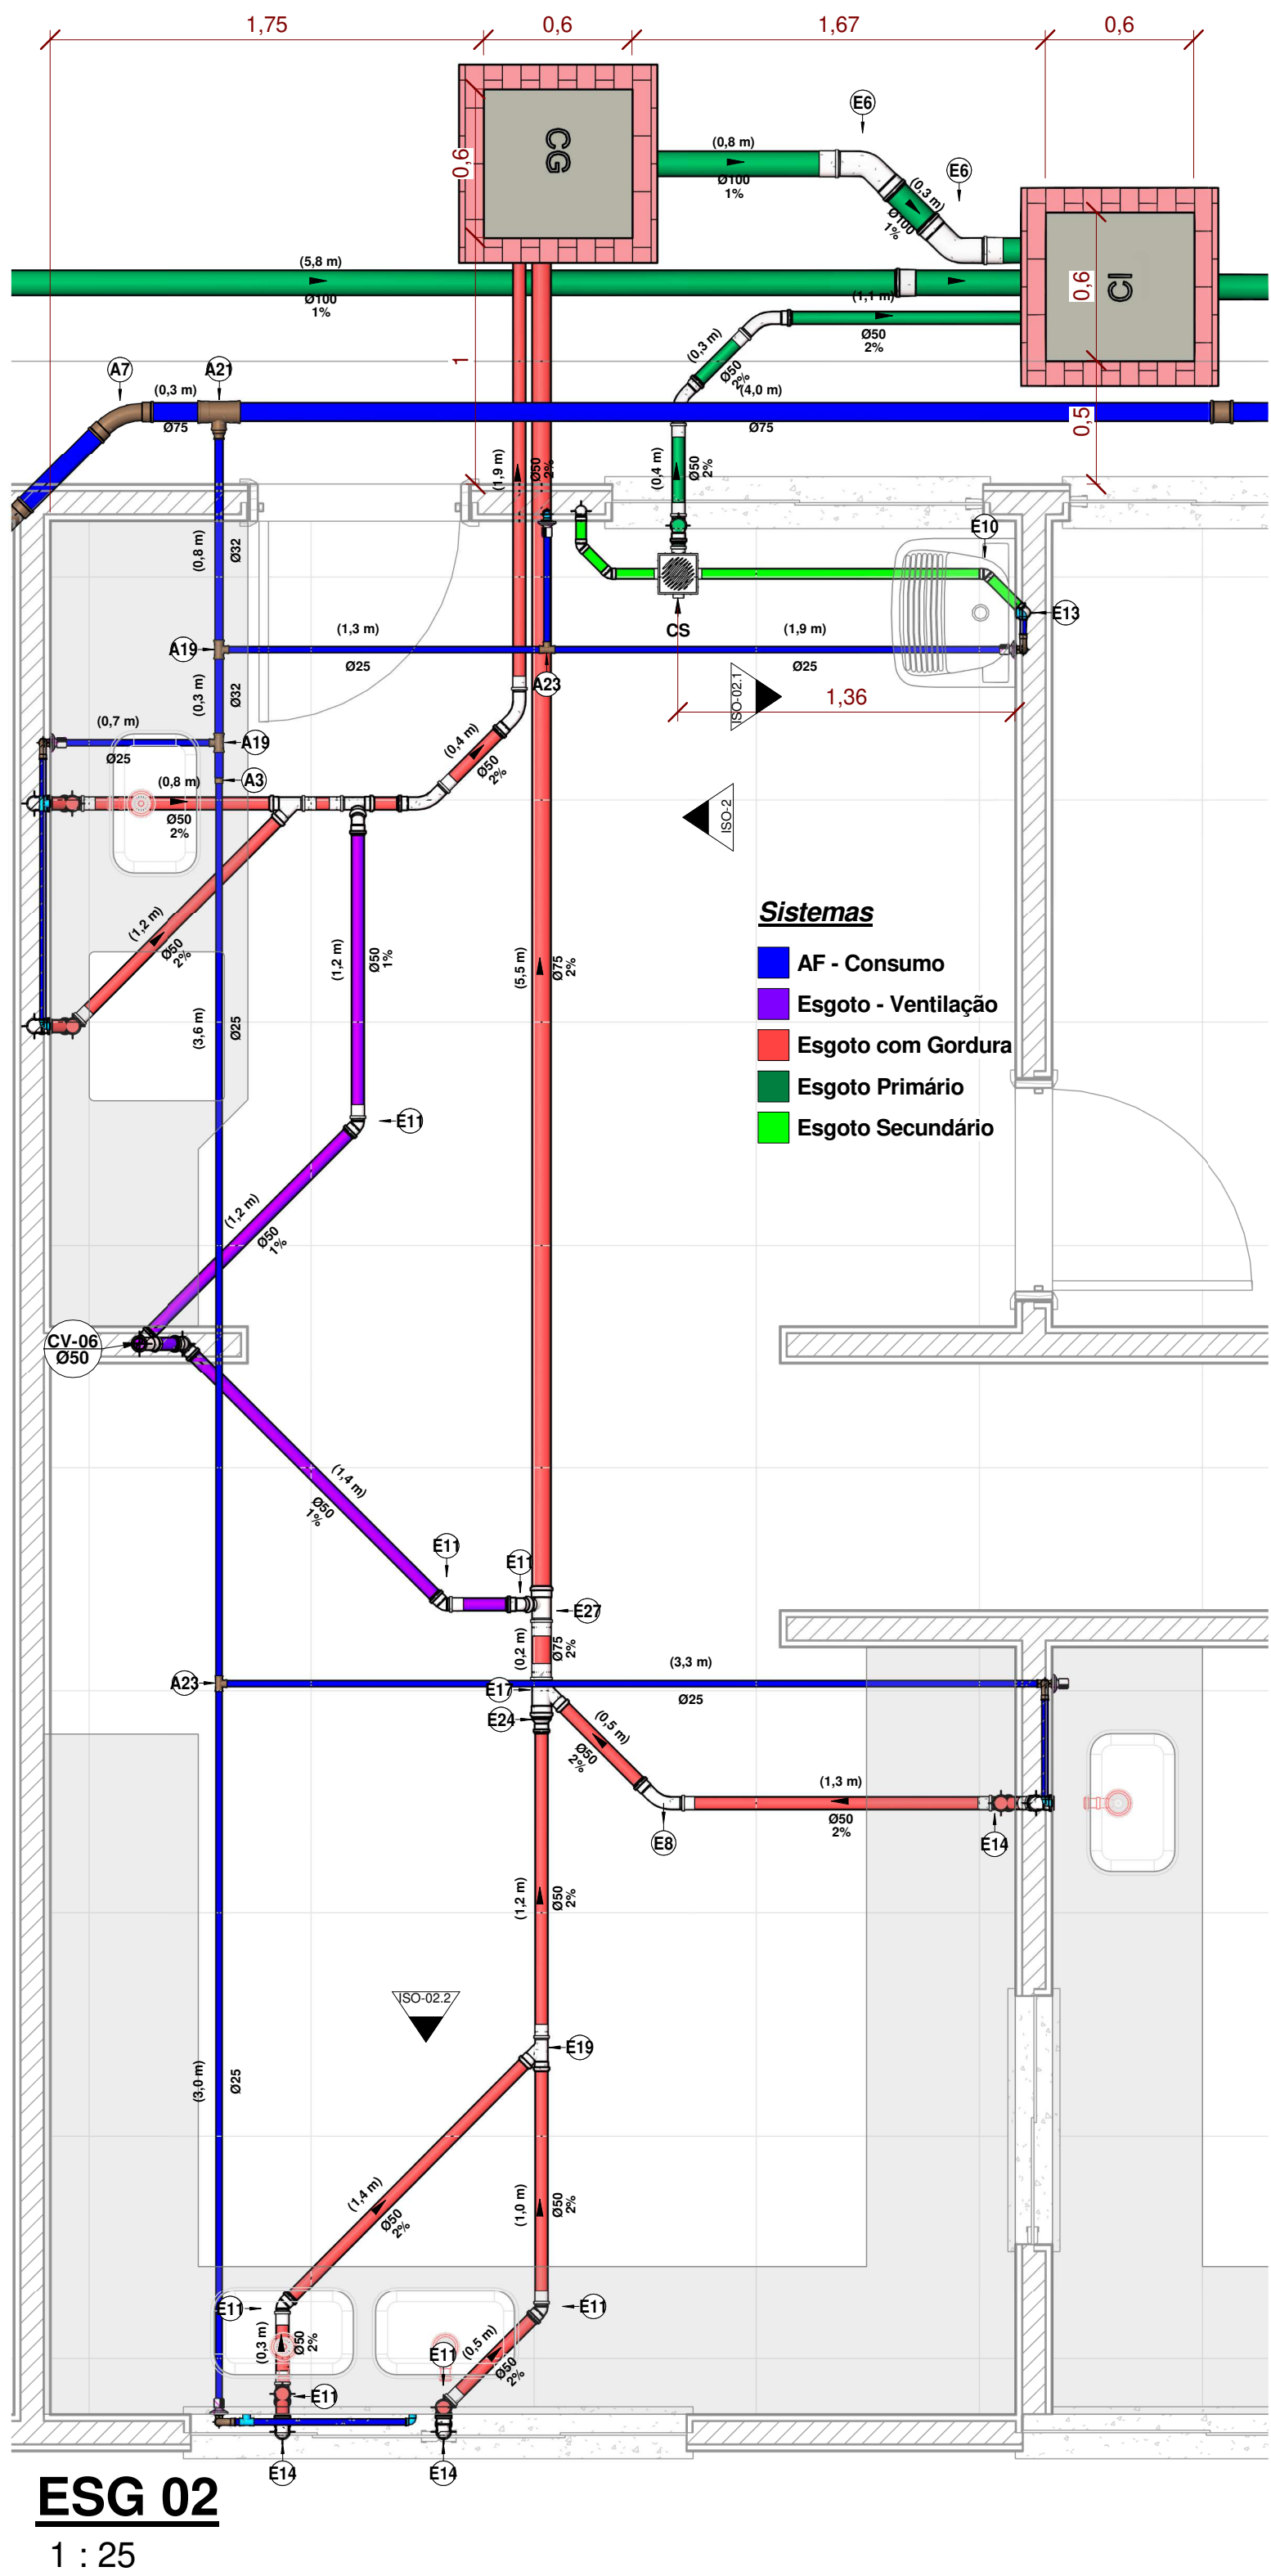 1,75
0,6
1,67
0,6
E6
(0,8 m)
Ø100
1%
CG
0,6
E6
(0,3 m)
Ø100
1%
(5,8 m)
Ø100
1%
0,6
CI
(1,1 m)
Ø50
2%
(0,3 m)
Ø50
2%
1
A7
A21
(0,3 m)
Ø75
(4,0 m)
Ø75
0,5
(1,9 m)
Ø50
2%
(0,4 m)
Ø50
2%
E10
(0,8 m)
Ø32
E13
CS
A19
(1,3 m)
Ø25
(1,9 m)
Ø25
A23
(0,3 m)
Ø32
ISO-02.1
1,36
(0,7 m)
Ø25
A19
(0,4 m)
Ø50
2%
A3
(0,8 m)
Ø50
2%
ISO-2
Sistemas
AF - Consumo
Esgoto - Ventilação
Esgoto com Gordura
Esgoto Primário
Esgoto Secundário
(1,2 m)
Ø50
2%
(1,2 m)
Ø50
1%
(5,5 m)
Ø75
2%
(3,6 m)
Ø25
E11
(1,2 m)
Ø50
1%
CV-06
Ø50
(1,4 m)
Ø50
1%
E11
E11
E27
(0,2 m)
Ø75
2%
A23
(3,3 m)
Ø25
E17
E24
(0,5 m)
Ø50
2%
(1,3 m)
Ø50
2%
E8
E14
(1,2 m)
Ø50
2%
ISO-02.2
E19
(3,0 m)
Ø25
(1,4 m)
Ø50
2%
(1,0 m)
Ø50
2%
E11
E11
(0,3 m)
Ø50
2%
E11
(0,5 m)
Ø50
2%
E11
E14
E14
ESG 02
1 : 25